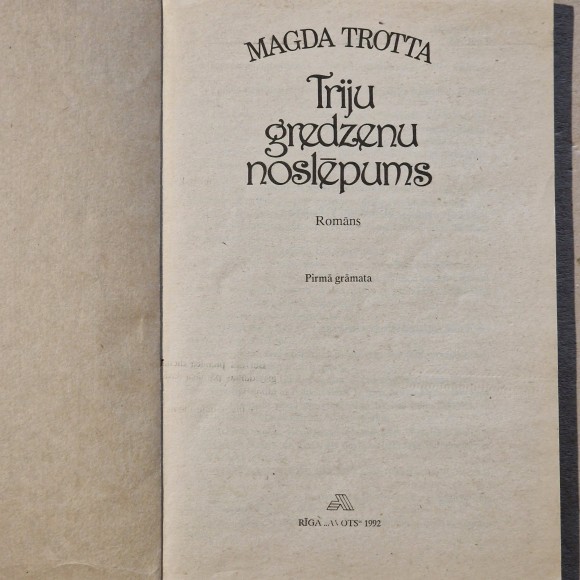 MAGDA TROTTA
Triju
gredzenu
noslēpums
Romāns
Pirmā grāmata
RĪGA „AVOTS“ 1992